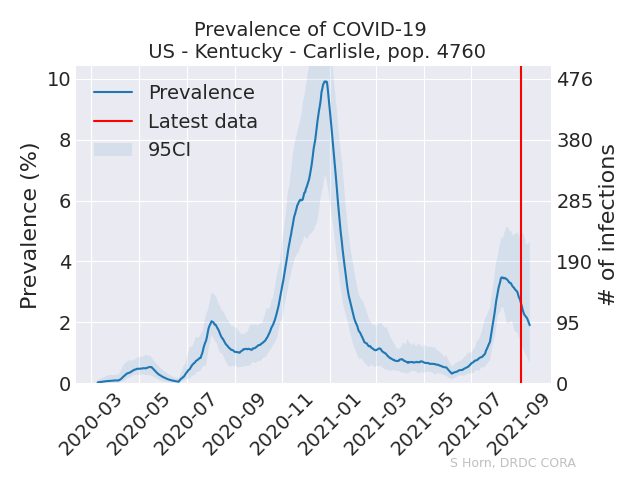 Prevalence of COVID-19
US - Kentucky - Carlisle, pop. 4760
Prevalence
Latest data
95CI
Prevalence (%)
10
8
6
4
2
0
476
380
285
190
95
0
# of infections
2020-03
2020-05
2020-07
2020-09
2020-11
2021-01
2021-03
2021-05
2021-07
2021-09
S Horn, DRDC CORA